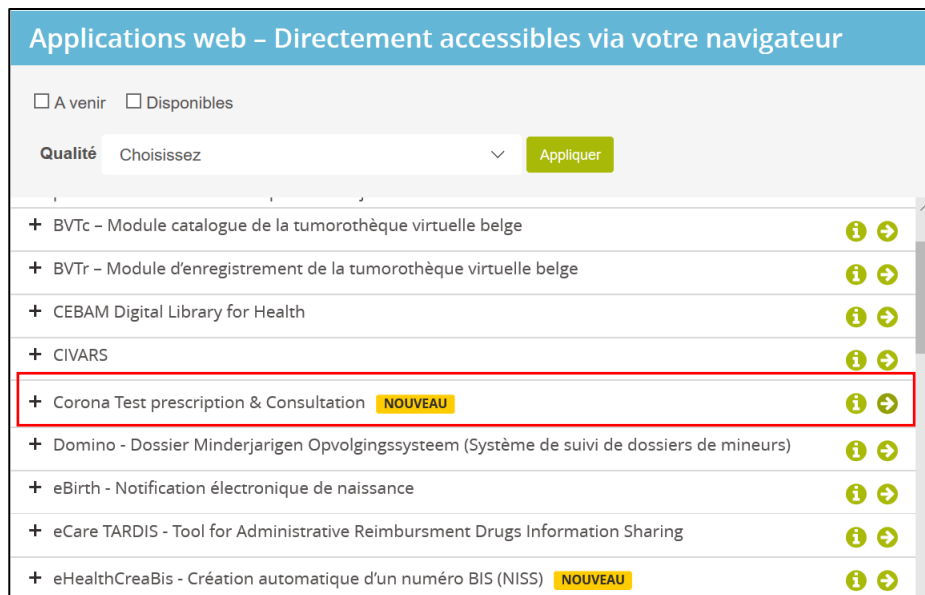 Applications web – Directement accessibles via votre navigateur
A venir Disponibles
Qualité Choisissez Appliquer
BVTc – Module catalogue de la tumorothèque virtuelle belge
BVTr – Module d'enregistrement de la tumorothèque virtuelle belge
CEBAM Digital Library for Health
CIVARS
Corona Test prescription & Consultation NOUVEAU
Domino - Dossier Minderjarigen Opvolgingssysteem (Système de suivi de dossiers de mineurs)
eBirth - Notification électronique de naissance
eCare TARDIS - Tool for Administrative Reimbursment Drugs Information Sharing
eHealthCreaBis - Création automatique d'un numéro BIS (NISS) NOUVEAU